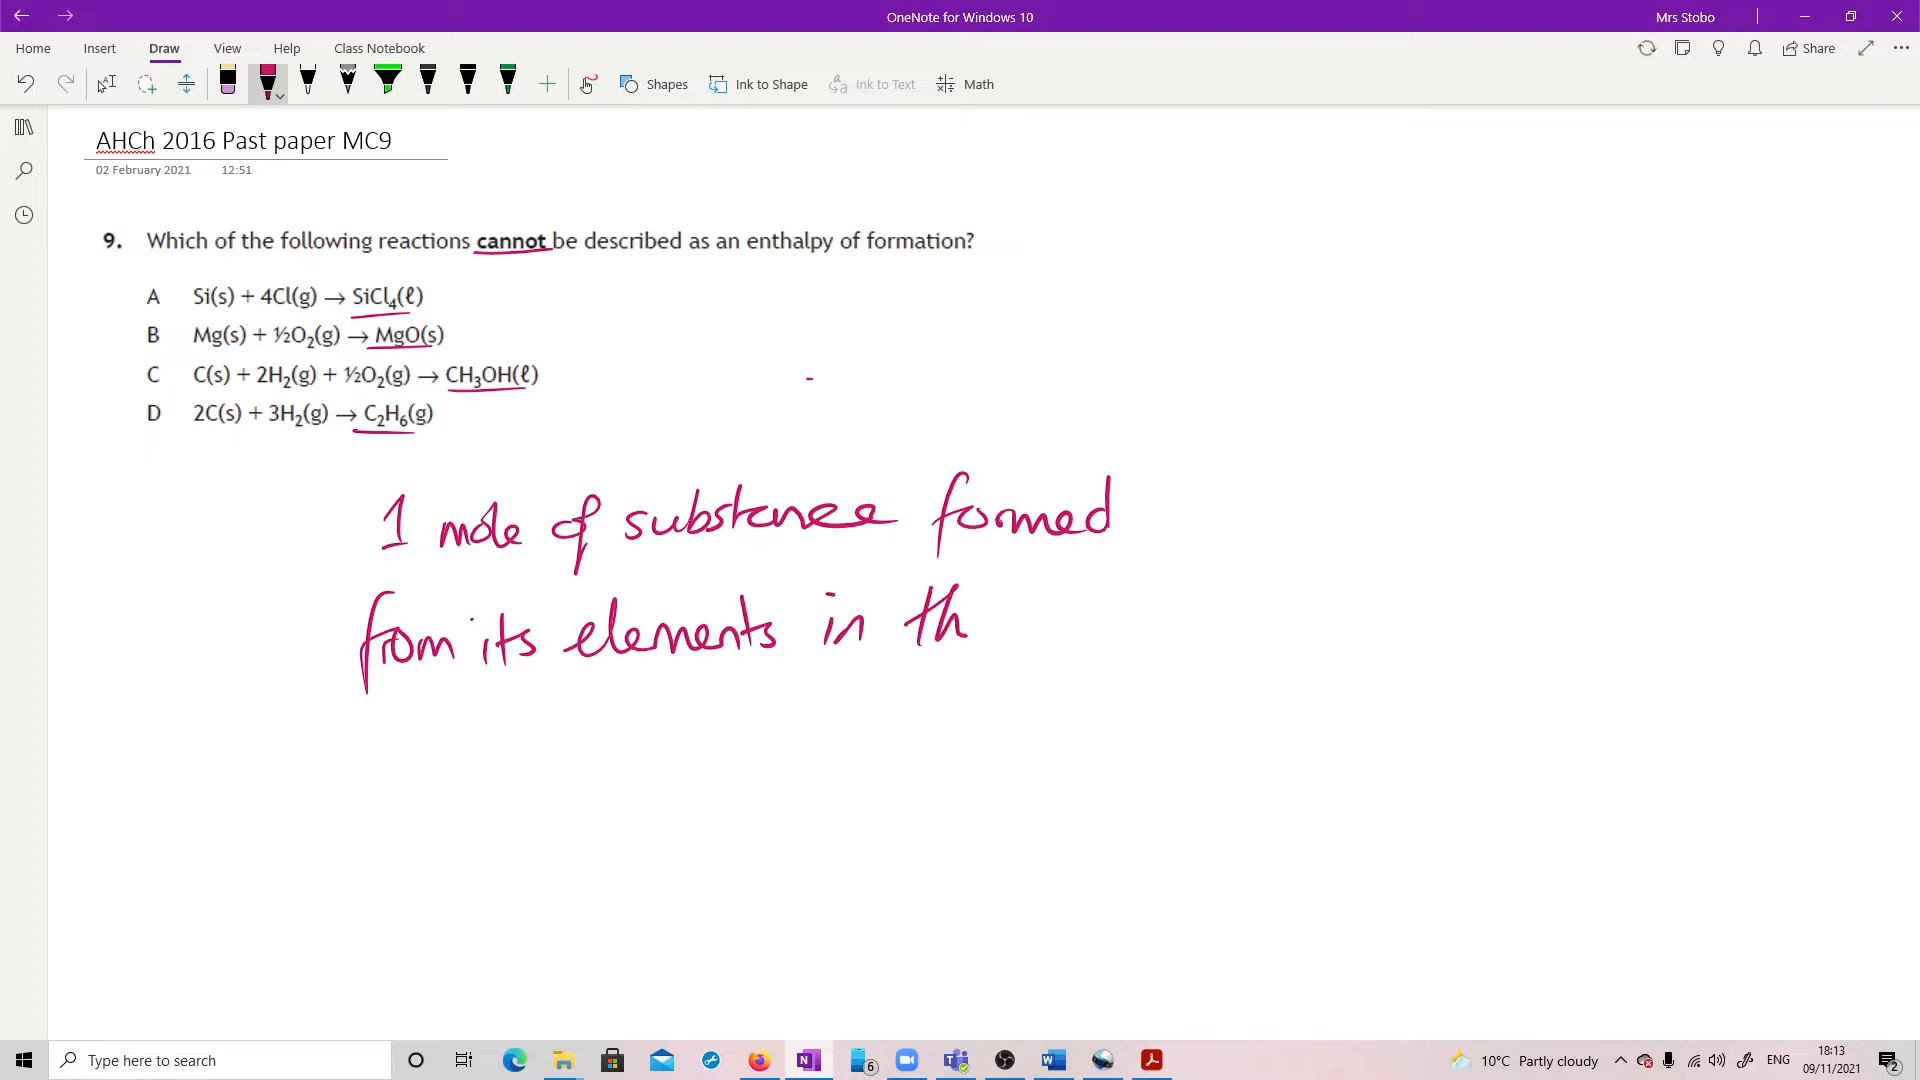 OneNote for Windows 10
Mrs Stobo
Home Insert Draw View Help Class Notebook
Share
Shapes Ink to Shape Ink to Text Math
AHCh 2016 Past paper MC9
02 February 2021 12:51
9. Which of the following reactions cannot be described as an enthalpy of formation?
A Si(s) + 4Cl(g) → SiCl₄(ℓ)
B Mg(s) + ½O₂(g) → MgO(s)
C C(s) + 2H₂(g) + ½O₂(g) → CH₃OH(ℓ)
D 2C(s) + 3H₂(g) → C₂H₆(g)
1 mole of substance formed
from its elements in th
Type here to search
6
10°C Partly cloudy
ENG
18:13
09/11/2021
2